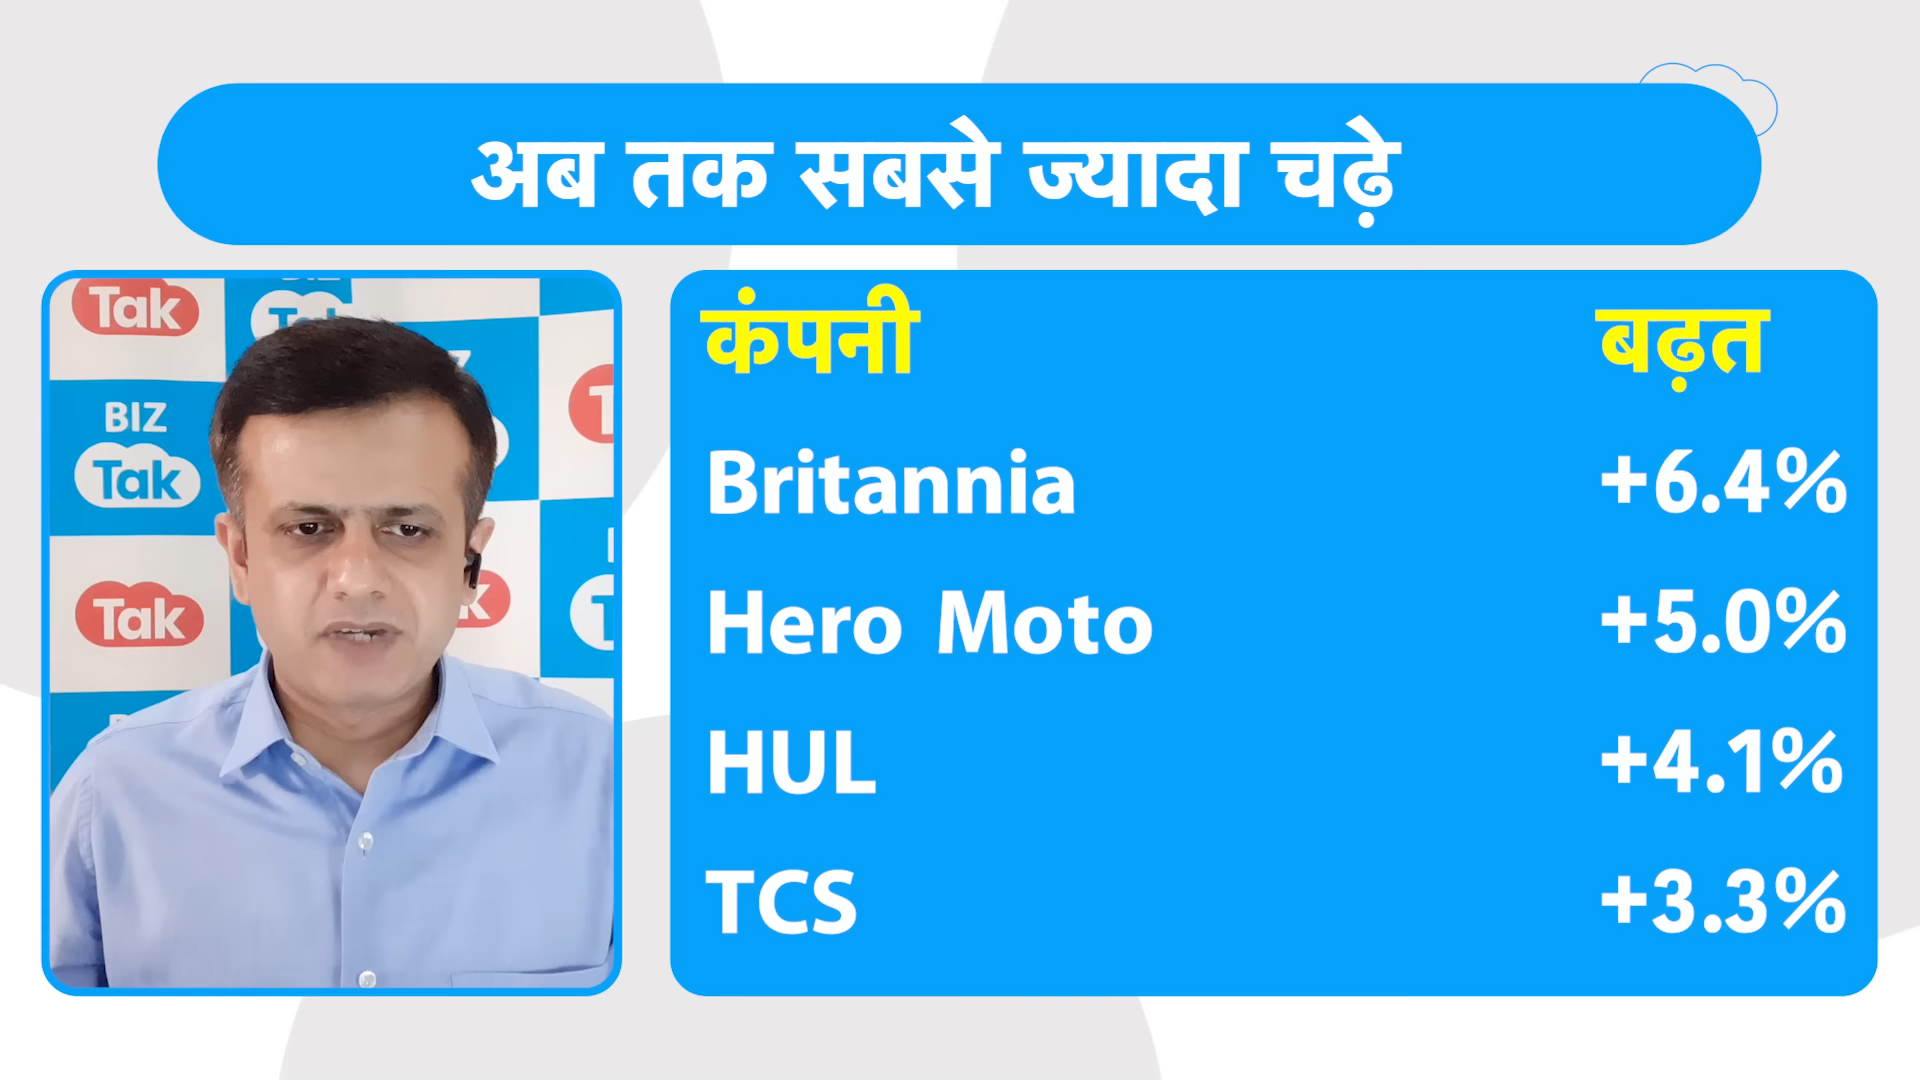 अब तक सबसे ज्यादा चढ़े
Tak
BIZ
Tak
Tak
कंपनी बढ़त
Britannia +6.4%
Hero Moto +5.0%
HUL +4.1%
TCS +3.3%